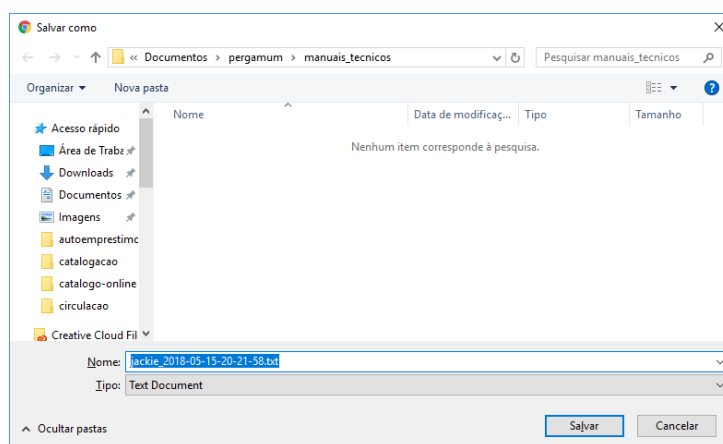 Salvar como
« Documentos > pergamum > manuais_tecnicos
Pesquisar manuais_tecnicos
Organizar Nova pasta
Nome Data de modificaç... Tipo Tamanho
Nenhum item corresponde à pesquisa.
Acesso rápido
Área de Traba
Downloads
Documentos
Imagens
autoemprestimo
catalogacao
catalogo-online
circulacao
Creative Cloud Fil
Nome: jackie_2018-05-15-20-21-58.txt
Tipo: Text Document
Ocultar pastas
Salvar Cancelar